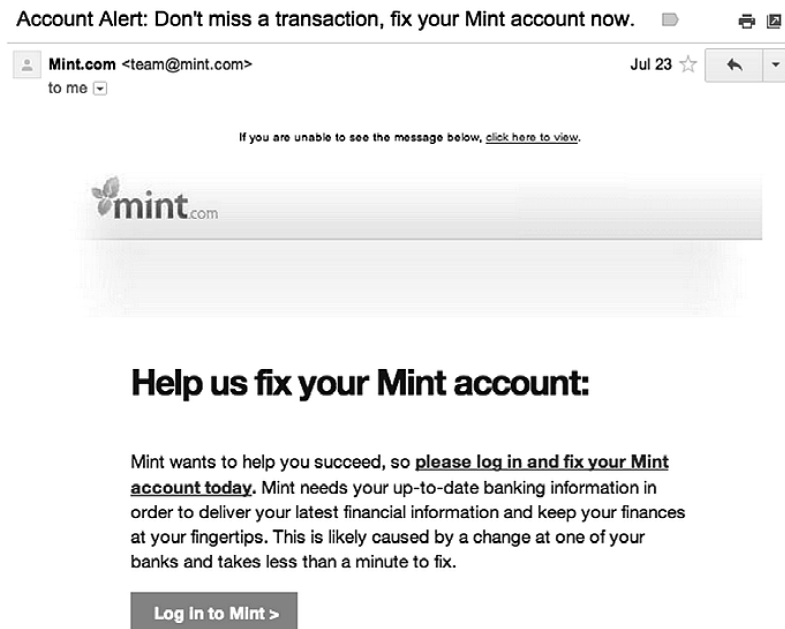 Account Alert: Don't miss a transaction, fix your Mint account now.
Mint.com <team@mint.com>
Jul 23
to me
If you are unable to see the message below, click here to view.
mint.com
Help us fix your Mint account:
Mint wants to help you succeed, so please log in and fix your Mint
account today. Mint needs your up-to-date banking information in
order to deliver your latest financial information and keep your finances
at your fingertips. This is likely caused by a change at one of your
banks and takes less than a minute to fix.
Log in to Mint >